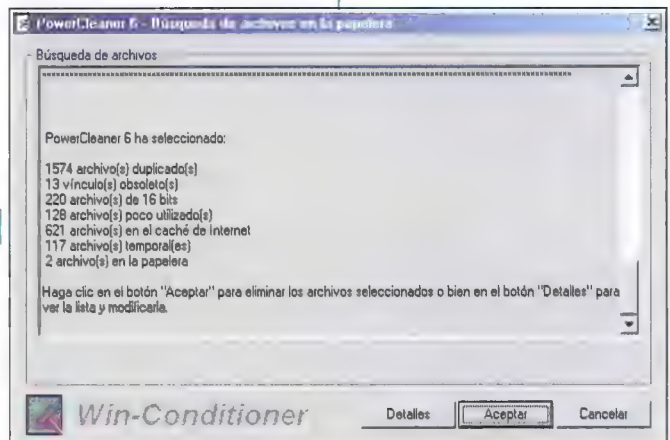 PowerCleaner 6 - Búsqueda de archivos en la papelera
Búsqueda de archivos
PowerCleaner 6 ha seleccionado:
1574 archivo(s) duplicado(s)
13 vínculo(s) obsoleto(s)
220 archivo(s) de 16 bits
128 archivo(s) poco utilizado(s)
621 archivo(s) en el caché de Internet
117 archivo(s) temporal(es)
2 archivo(s) en la papelera
Haga clic en el botón "Aceptar" para eliminar los archivos seleccionados o bien en el botón "Detalles" para
ver la lista y modificarla.
Win-Conditioner
Detalles Aceptar Cancelar